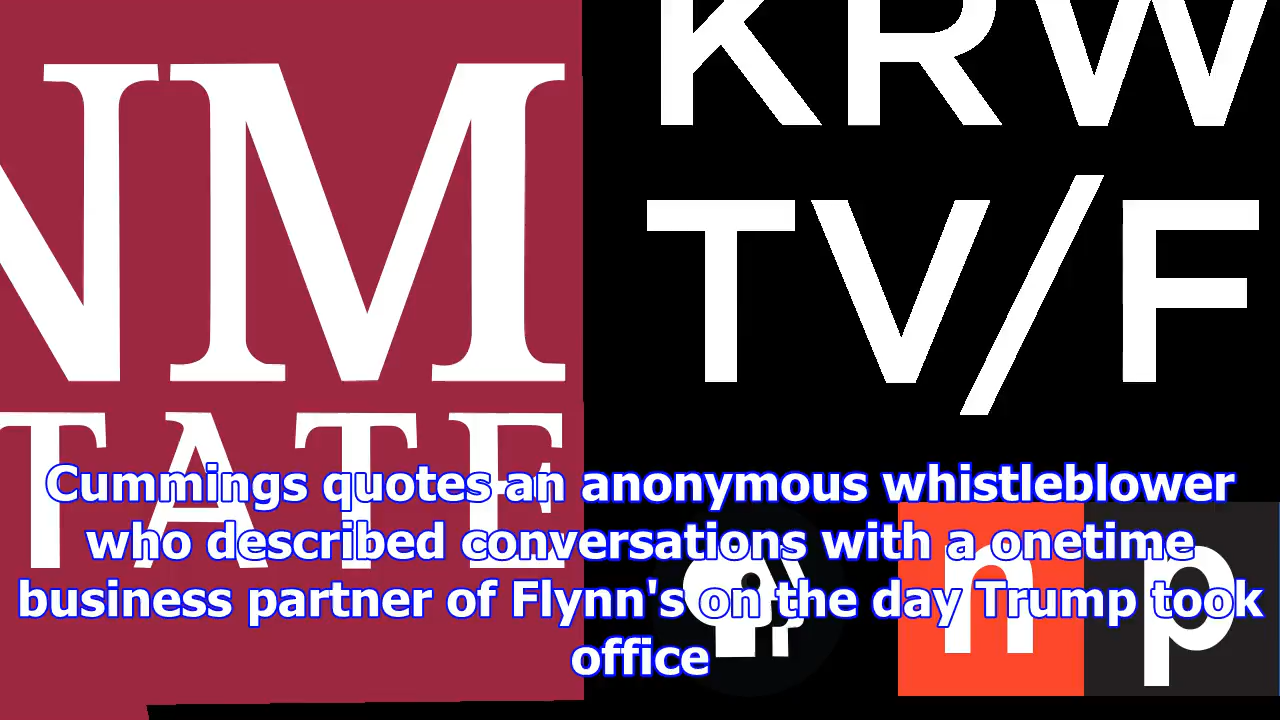 NM
TATE
KRW
TV/F
n p
Cummings quotes an anonymous whistleblower
who described conversations with a onetime
business partner of Flynn's on the day Trump took
office